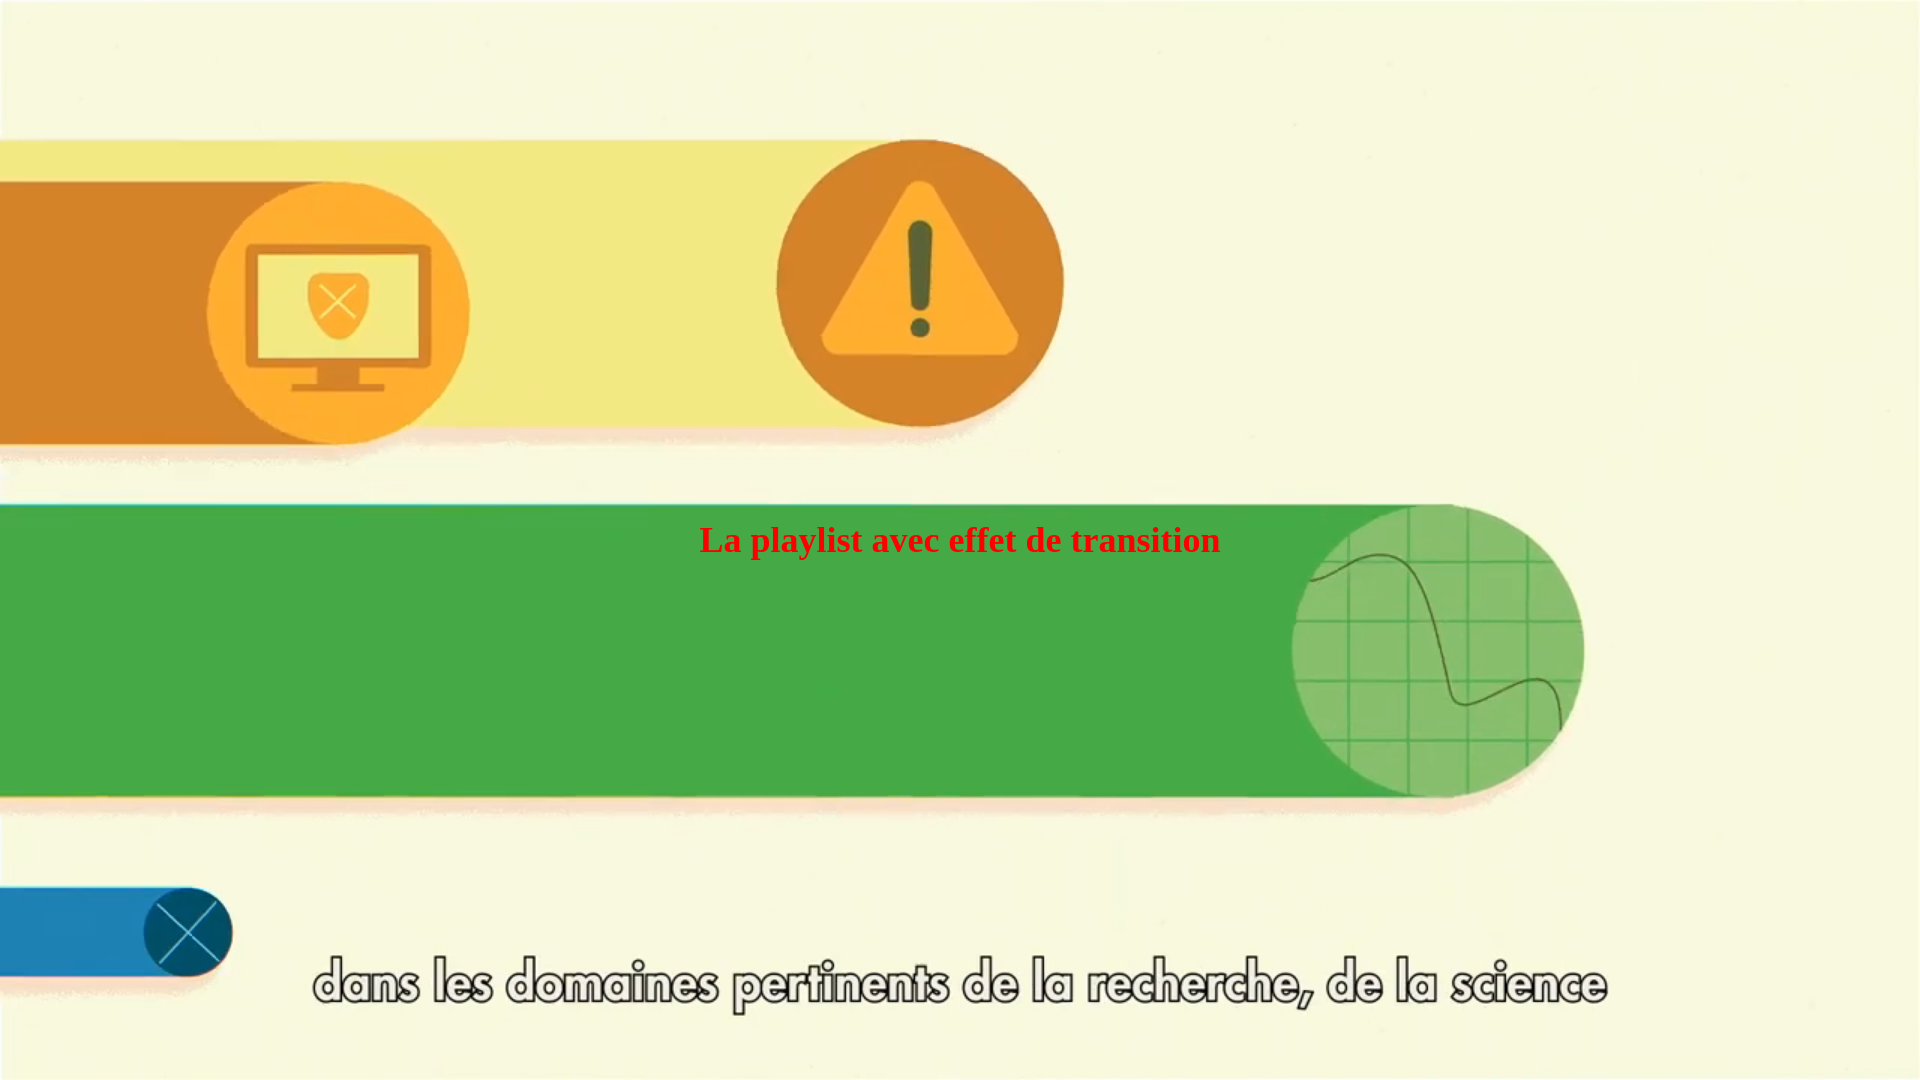 La playlist avec effet de transition
dans les domaines pertinents de la recherche, de la science